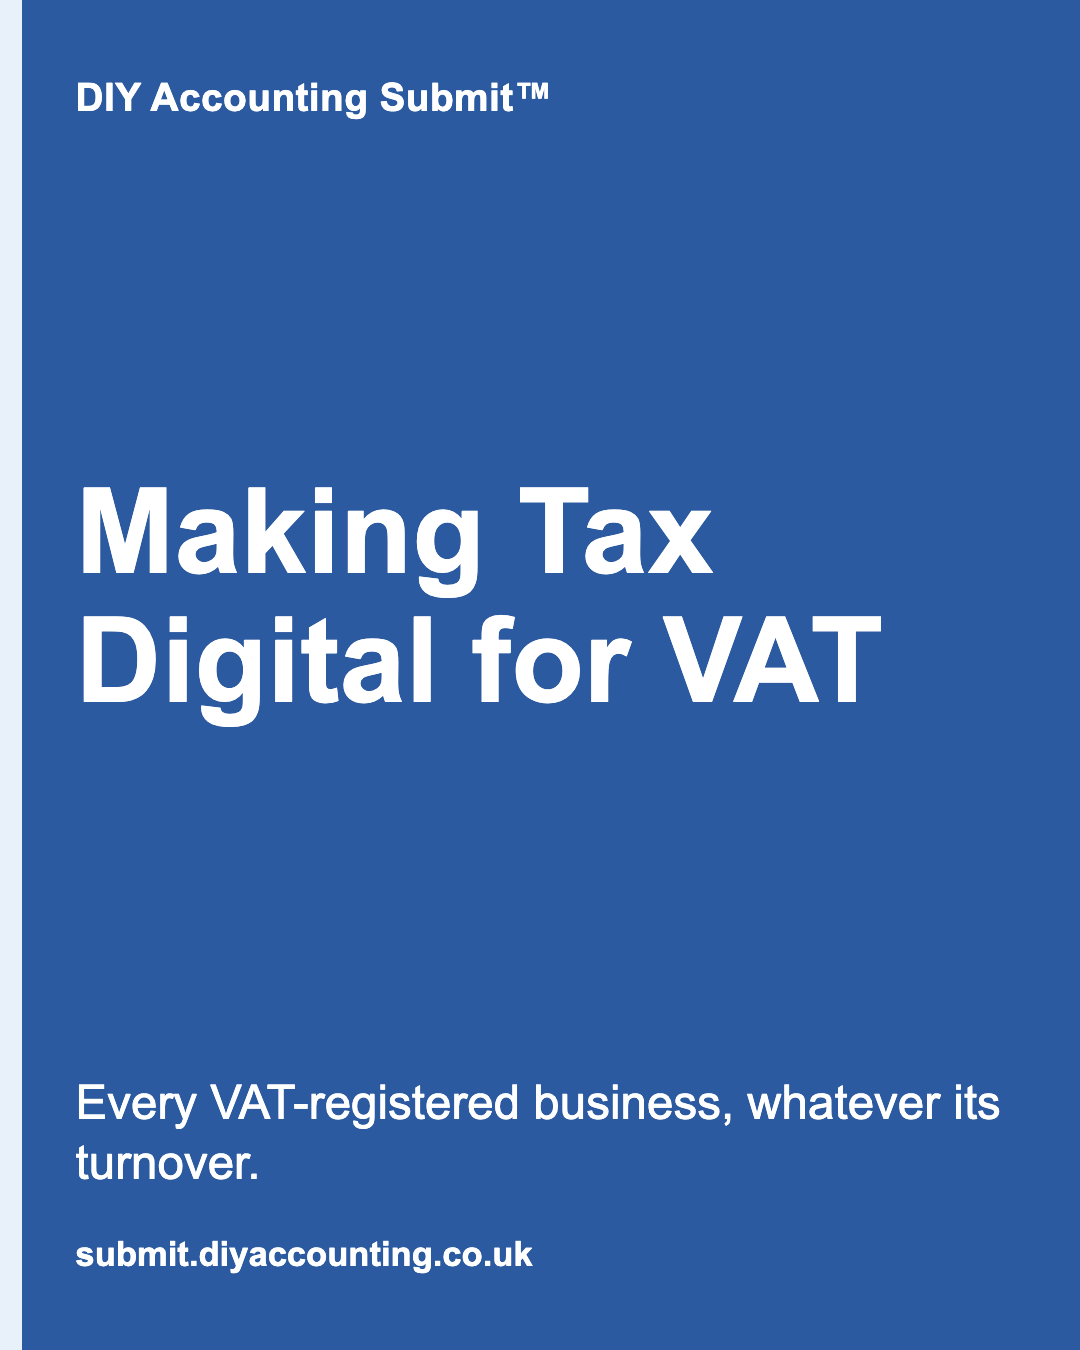 DIY Accounting Submit™
Making Tax
Digital for VAT
Every VAT-registered business, whatever its
turnover.
submit.diyaccounting.co.uk